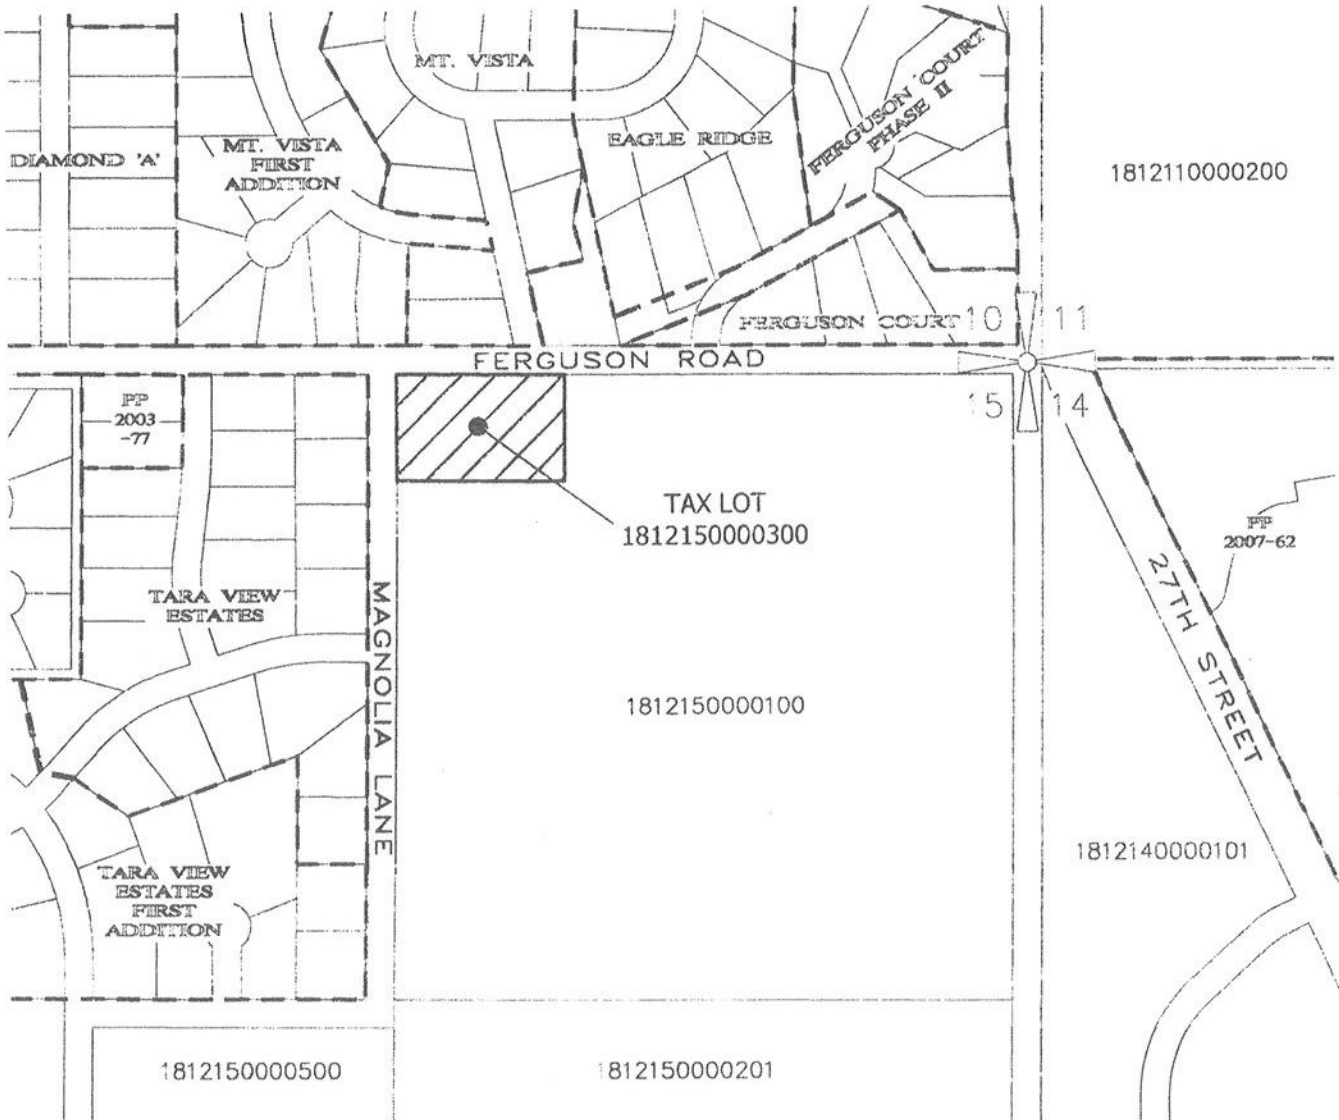 MT. VISTA
FERGUSON COURT
PHASE II
EAGLE RIDGE
DIAMOND 'A'
MT. VISTA
FIRST
ADDITION
1812110000200
FERGUSON COURT
10
11
FERGUSON ROAD
15
14
PP
2003
-77
TAX LOT
1812150000300
PP
2007-62
27TH STREET
TARA VIEW
ESTATES
MAGNOLIA LANE
1812150000100
1812140000101
TARA VIEW
ESTATES
FIRST
ADDITION
1812150000500
1812150000201